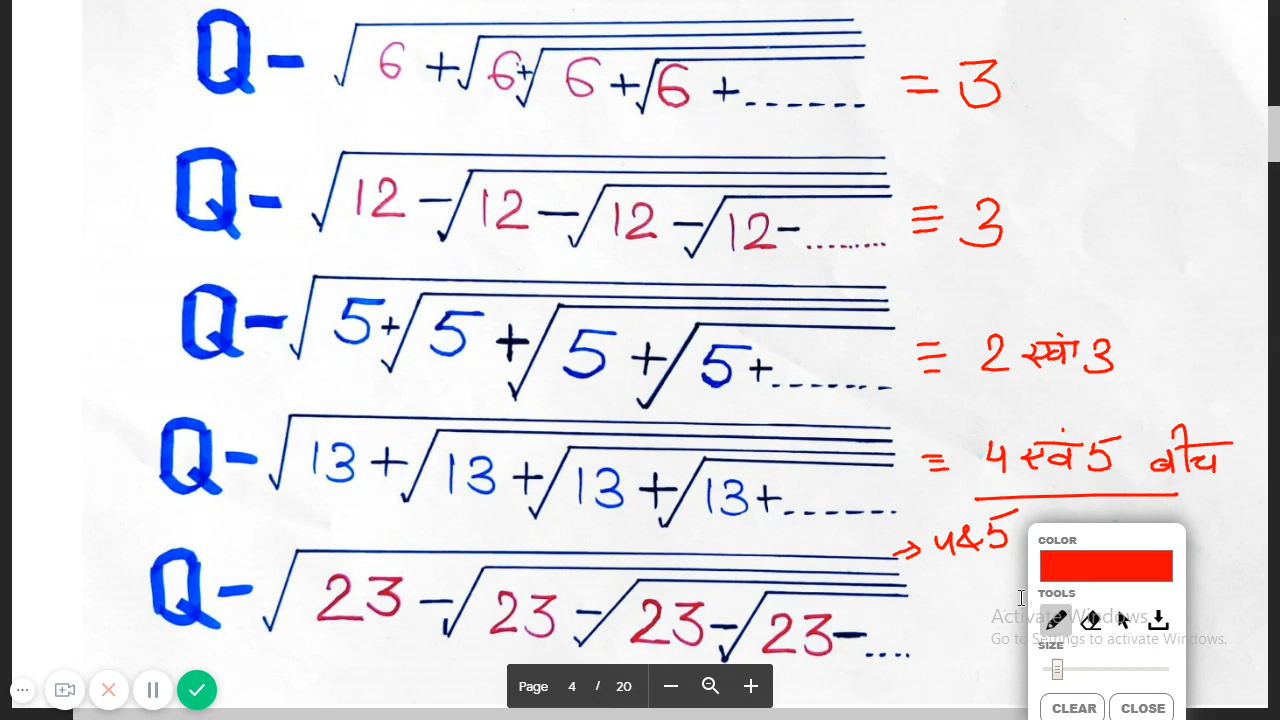 Q- √6+√6+√6+√6+....... = 3
Q- √12-√12-√12-√12-........ = 3
Q- √5+√5+√5+√5+........ = 2 एवं 3
Q- √13+√13+√13+√13+....... = 4 एवं 5 बीच
→ 4&5
Q- √23-√23-√23-√23-....
COLOR
TOOLS
Activate Windows
Go to Settings to activate Windows.
SIZE
Page 4 / 20
CLEAR CLOSE